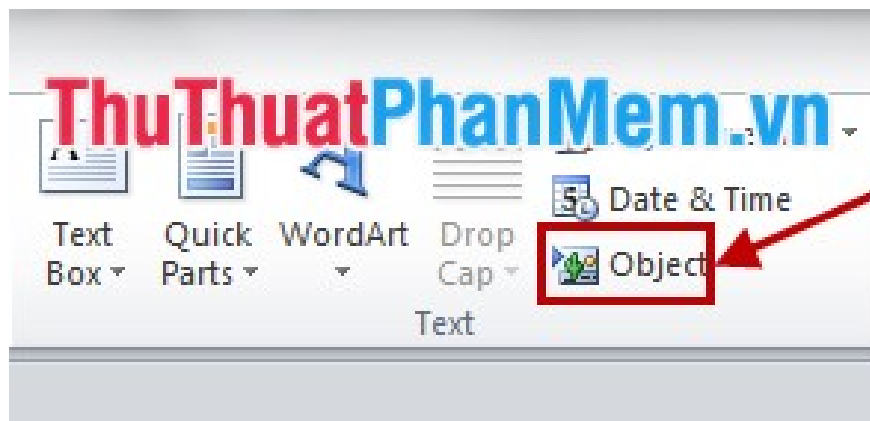 ThuThuatPhanMem.vn
Date & Time
Text Quick WordArt Drop
Box Parts Cap
Object
Text